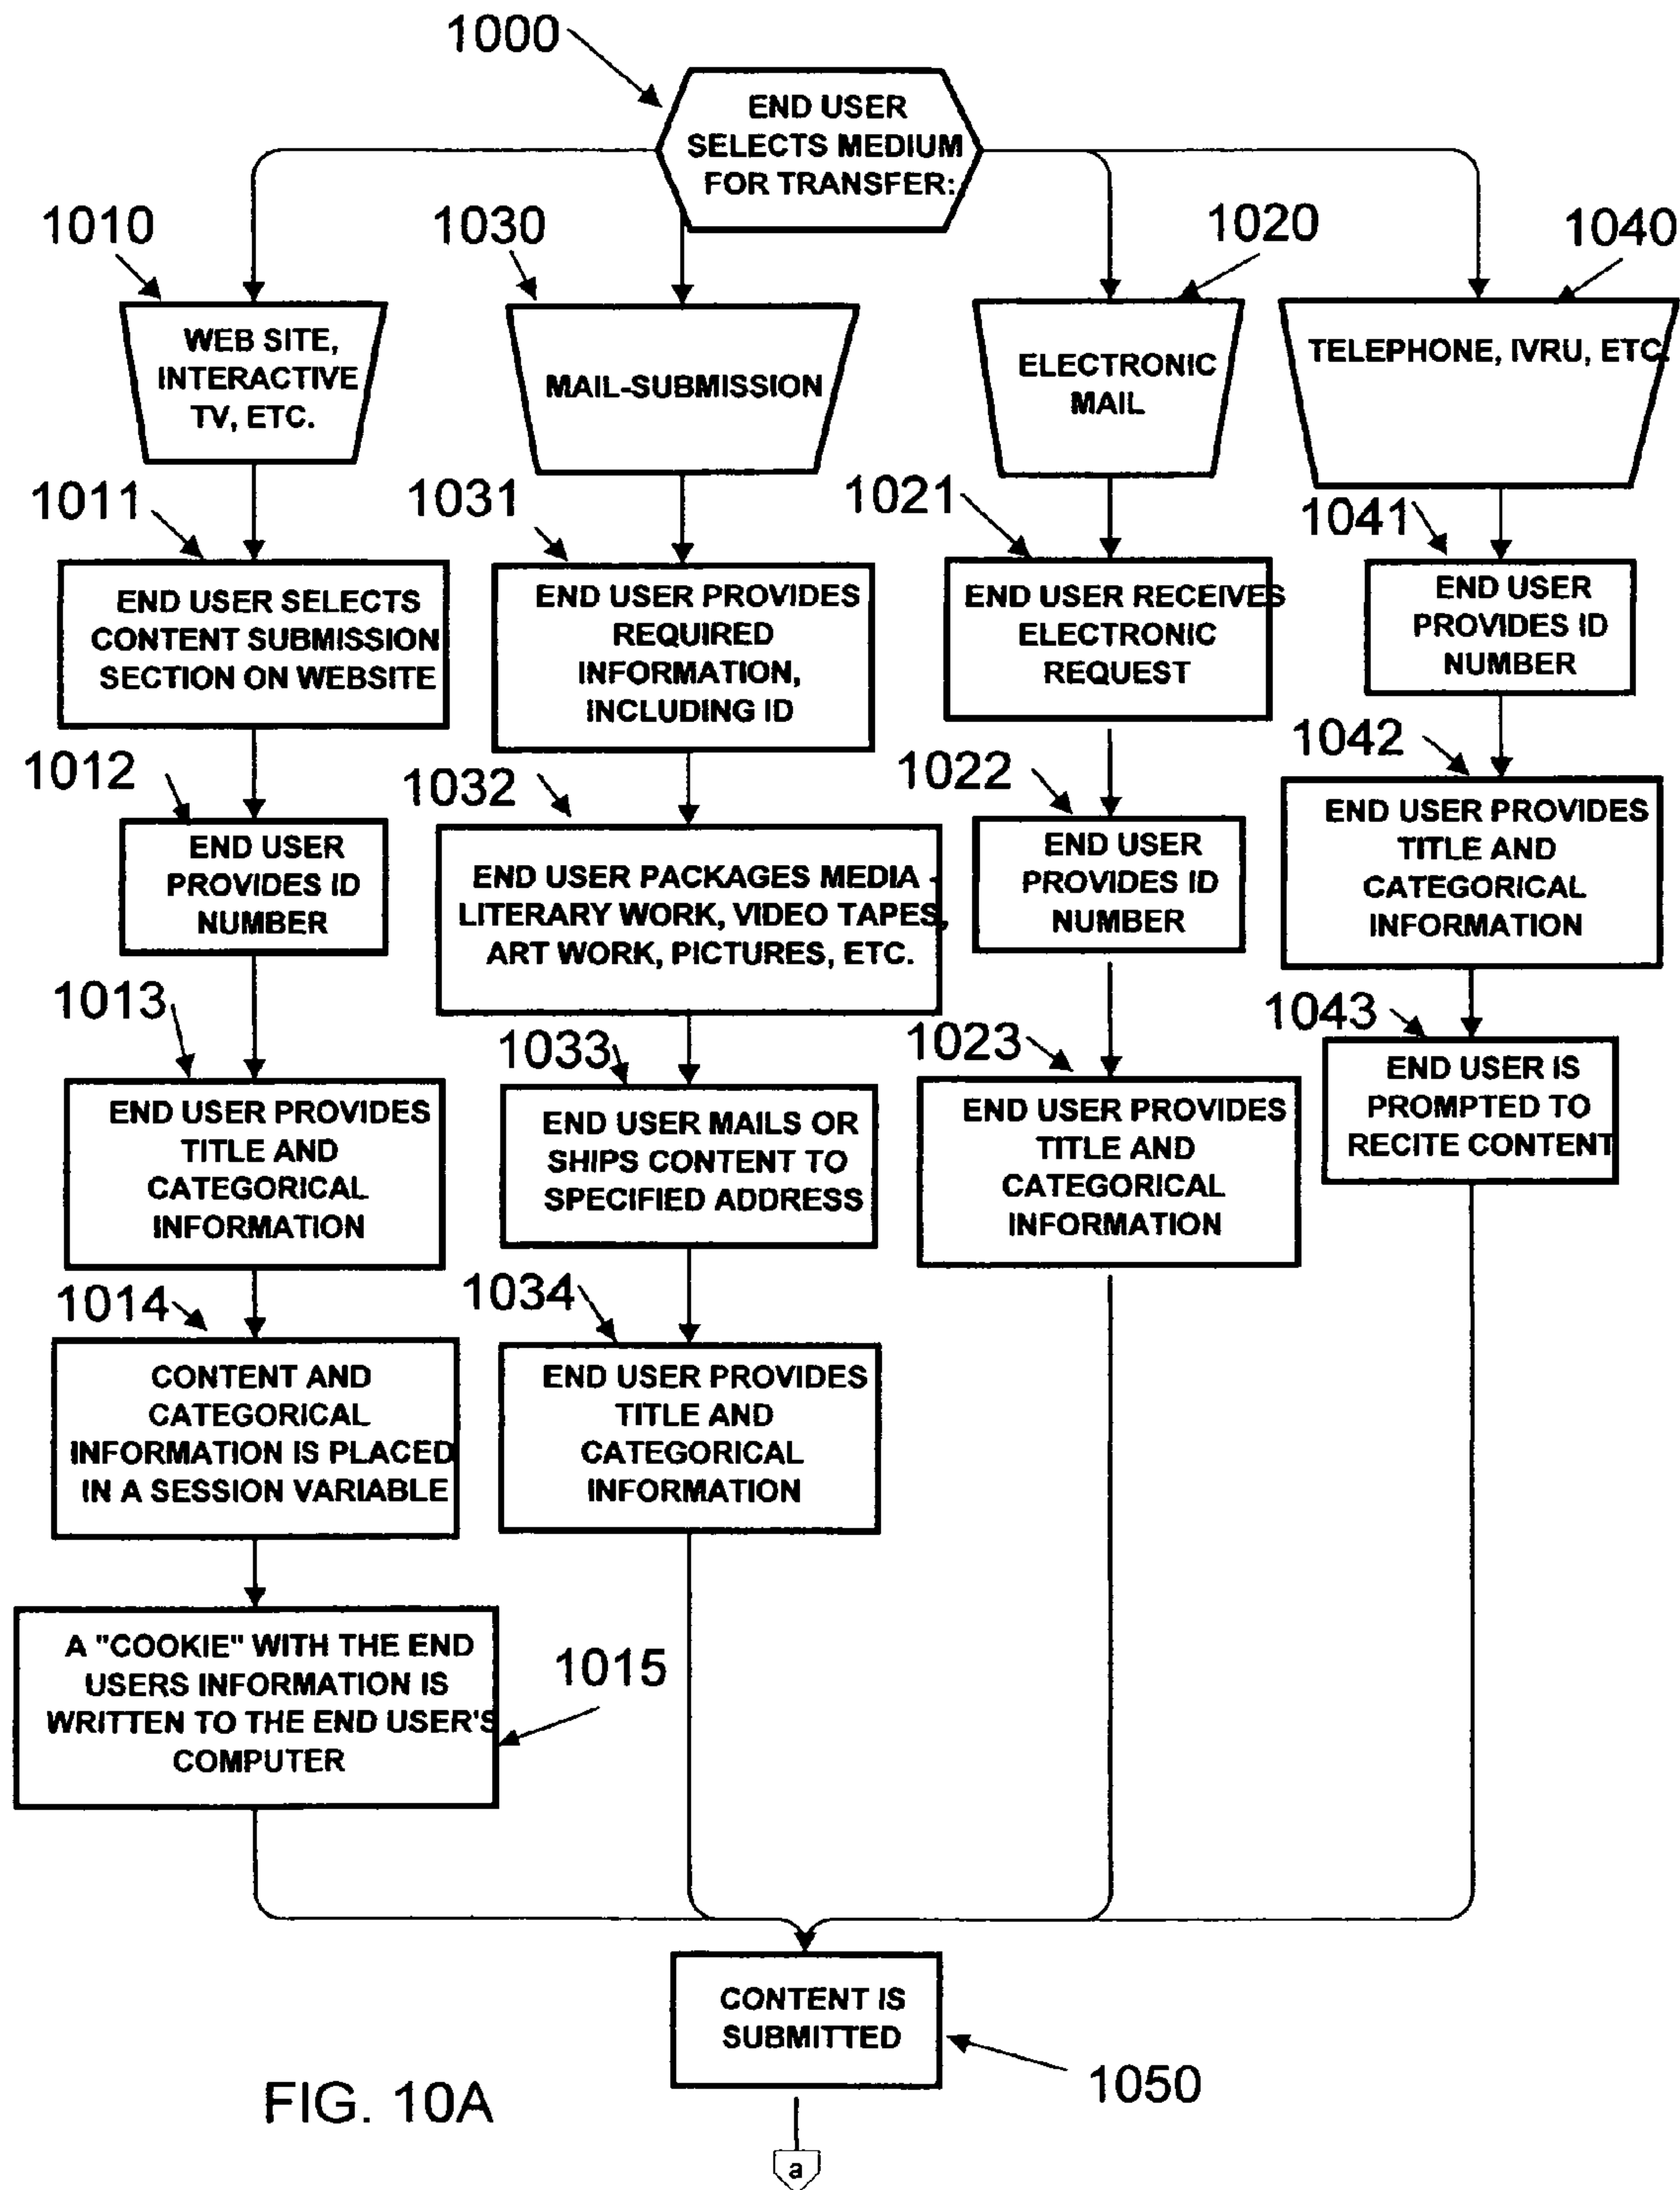 1000
END USER
SELECTS MEDIUM
FOR TRANSFER:
1010
WEB SITE,
INTERACTIVE
TV, ETC.
1011
END USER SELECTS
CONTENT SUBMISSION
SECTION ON WEBSITE
1012
END USER
PROVIDES ID
NUMBER
1013
END USER PROVIDES
TITLE AND
CATEGORICAL
INFORMATION
1014
CONTENT AND
CATEGORICAL
INFORMATION IS PLACED
IN A SESSION VARIABLE
A "COOKIE" WITH THE END
USERS INFORMATION IS
WRITTEN TO THE END USER'S
COMPUTER
1015
1030
MAIL-SUBMISSION
1031
END USER PROVIDES
REQUIRED
INFORMATION,
INCLUDING ID
1032
END USER PACKAGES MEDIA -
LITERARY WORK, VIDEO TAPES,
ART WORK, PICTURES, ETC.
1033
END USER MAILS OR
SHIPS CONTENT TO
SPECIFIED ADDRESS
1034
END USER PROVIDES
TITLE AND
CATEGORICAL
INFORMATION
1020
ELECTRONIC
MAIL
1021
END USER RECEIVES
ELECTRONIC
REQUEST
1022
END USER
PROVIDES ID
NUMBER
1023
END USER PROVIDES
TITLE AND
CATEGORICAL
INFORMATION
1040
TELEPHONE, IVRU, ETC.
1041
END USER
PROVIDES ID
NUMBER
1042
END USER PROVIDES
TITLE AND
CATEGORICAL
INFORMATION
1043
END USER IS
PROMPTED TO
RECITE CONTENT
CONTENT IS
SUBMITTED
1050
FIG. 10A
a